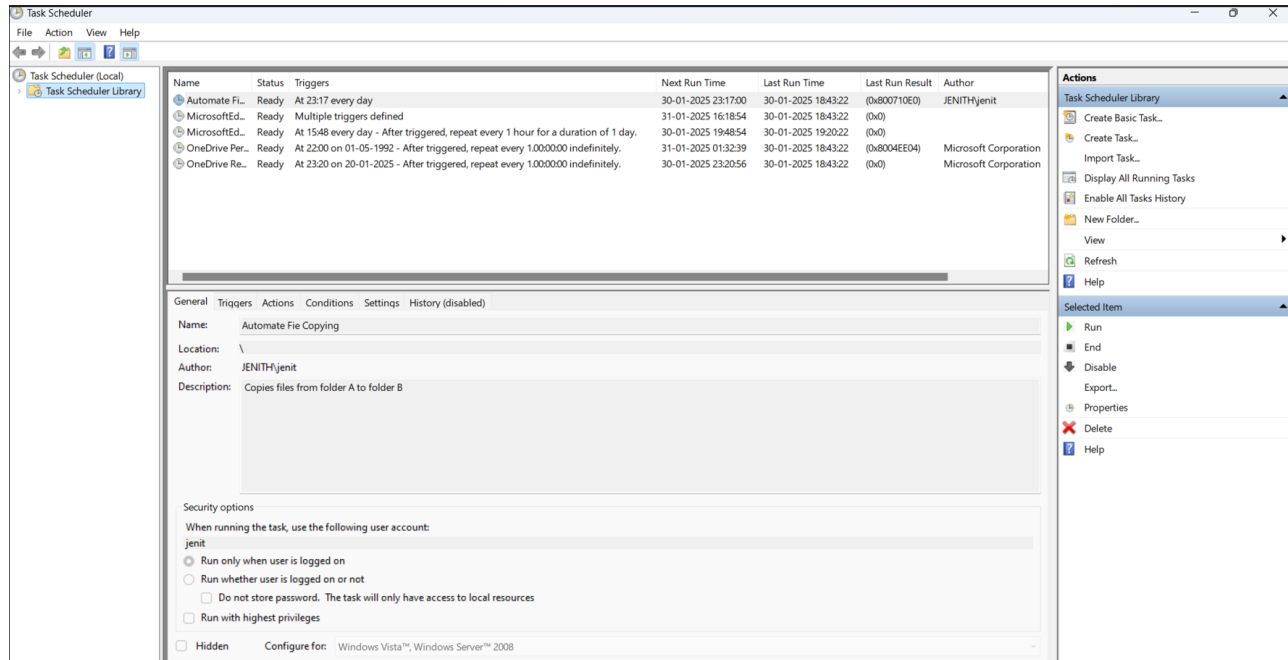 Task Scheduler
File Action View Help
Task Scheduler (Local)
Task Scheduler Library
Name Status Triggers Next Run Time Last Run Time Last Run Result Author
Automate Fi... Ready At 23:17 every day 30-01-2025 23:17:00 30-01-2025 18:43:22 (0x800710E0) JENITH\jenit
MicrosoftEd... Ready Multiple triggers defined 31-01-2025 16:18:54 30-01-2025 18:43:22 (0x0)
MicrosoftEd... Ready At 15:48 every day - After triggered, repeat every 1 hour for a duration of 1 day. 30-01-2025 19:48:54 30-01-2025 19:20:22 (0x0)
OneDrive Per... Ready At 22:00 on 01-05-1992 - After triggered, repeat every 1.00:00:00 indefinitely. 31-01-2025 01:32:39 30-01-2025 18:43:22 (0x8004EE04) Microsoft Corporation
OneDrive Re... Ready At 23:20 on 20-01-2025 - After triggered, repeat every 1.00:00:00 indefinitely. 30-01-2025 23:20:56 30-01-2025 18:43:22 (0x0) Microsoft Corporation
General Triggers Actions Conditions Settings History (disabled)
Name: Automate Fie Copying
Location: \
Author: JENITH\jenit
Description: Copies files from folder A to folder B
Security options
When running the task, use the following user account:
jenit
Run only when user is logged on
Run whether user is logged on or not
Do not store password. The task will only have access to local resources
Run with highest privileges
Hidden Configure for: Windows Vista™, Windows Server™ 2008
Actions
Task Scheduler Library
Create Basic Task...
Create Task...
Import Task...
Display All Running Tasks
Enable All Tasks History
New Folder...
View
Refresh
Help
Selected Item
Run
End
Disable
Export...
Properties
Delete
Help